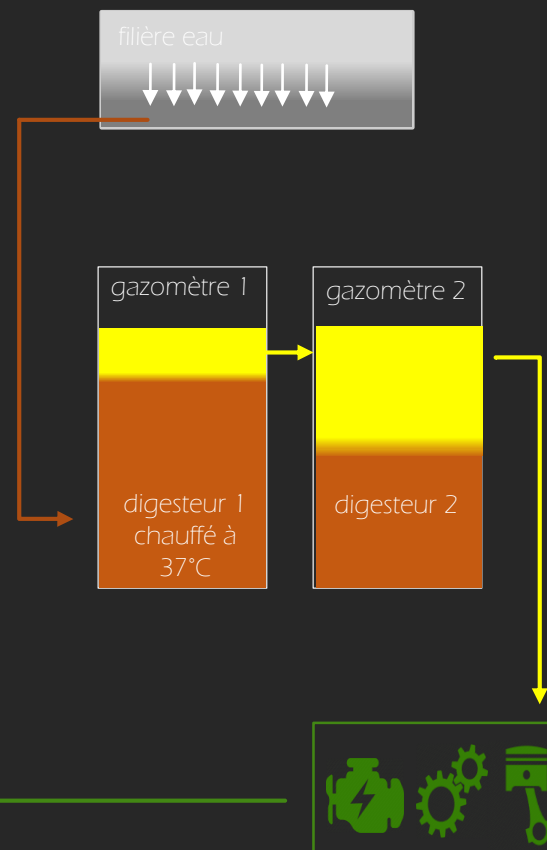 filière eau
gazomètre 1
gazomètre 2
digesteur 1
chauffé à
37°C
digesteur 2